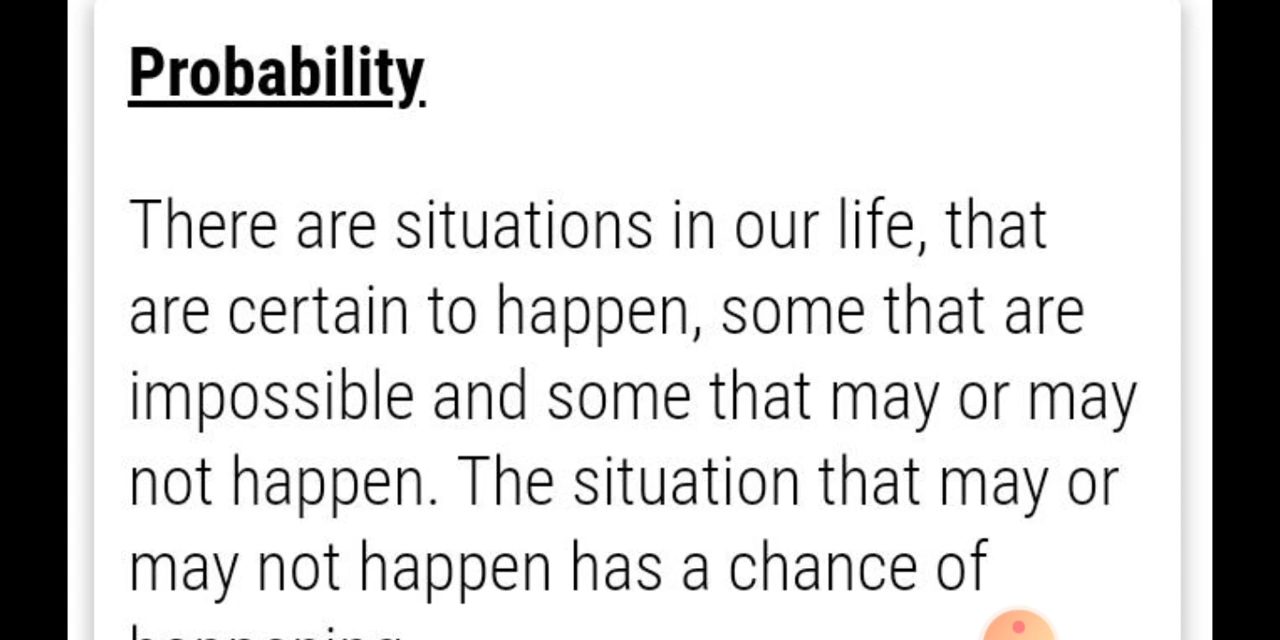 Probability
There are situations in our life, that
are certain to happen, some that are
impossible and some that may or may
not happen. The situation that may or
may not happen has a chance of